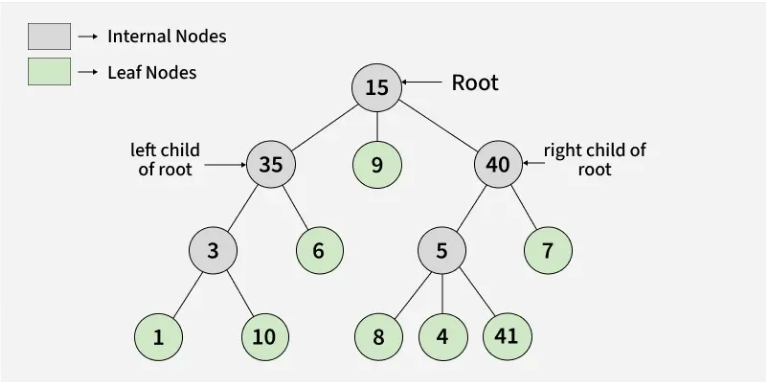 Internal Nodes
Leaf Nodes
15
Root
left child
of root
35
9
40
right child of
root
3
6
5
7
1
10
8
4
41